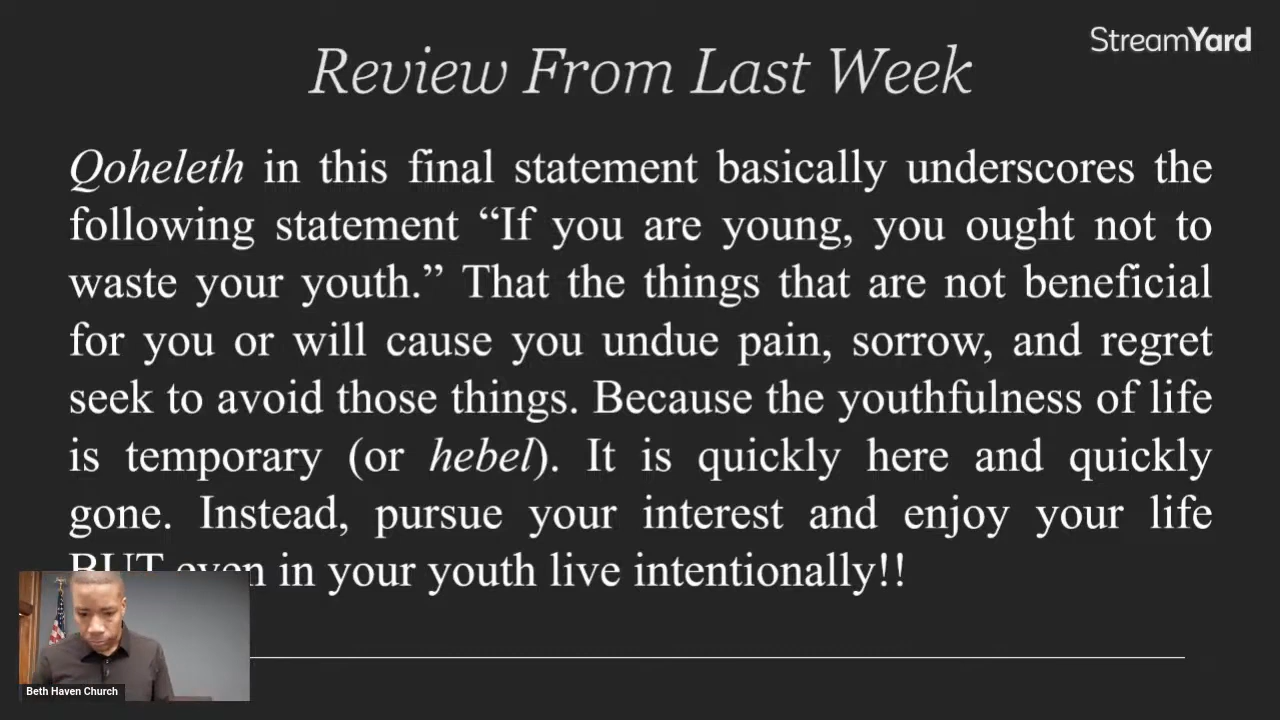 StreamYard
Review From Last Week
Qoheleth in this final statement basically underscores the
following statement “If you are young, you ought not to
waste your youth.” That the things that are not beneficial
for you or will cause you undue pain, sorrow, and regret
seek to avoid those things. Because the youthfulness of life
is temporary (or hebel). It is quickly here and quickly
gone. Instead, pursue your interest and enjoy your life
BUT even in your youth live intentionally!!
Beth Haven Church